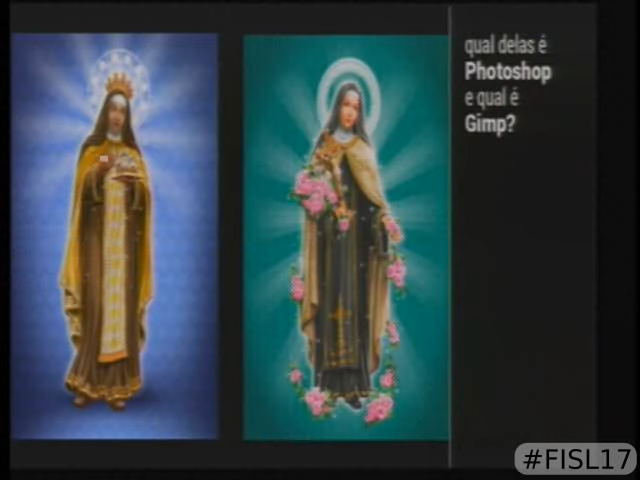 qual delas é
Photoshop
e qual é
Gimp?
#FISL17